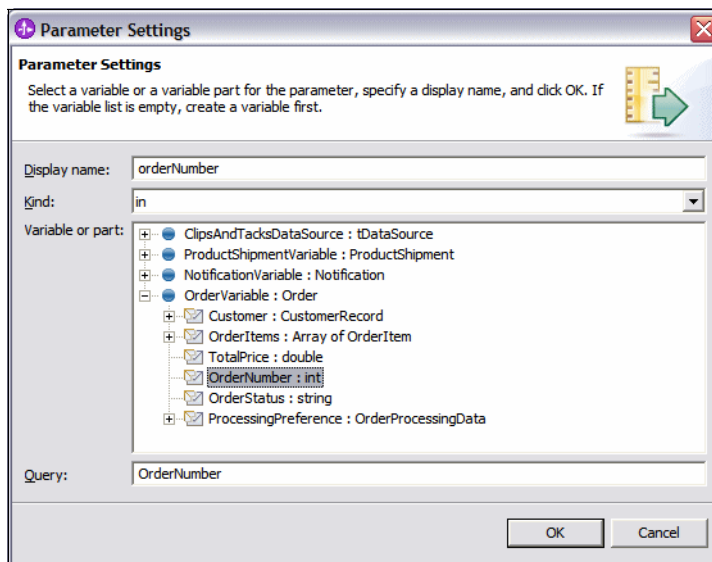 Parameter Settings
Parameter Settings
Select a variable or a variable part for the parameter, specify a display name, and click OK. If
the variable list is empty, create a variable first.
Display name: orderNumber
Kind: in
Variable or part:
ClipsAndTacksDataSource : tDataSource
ProductShipmentVariable : ProductShipment
NotificationVariable : Notification
OrderVariable : Order
Customer : CustomerRecord
OrderItems : Array of OrderItem
TotalPrice : double
OrderNumber : int
OrderStatus : string
ProcessingPreference : OrderProcessingData
Query: OrderNumber
OK Cancel